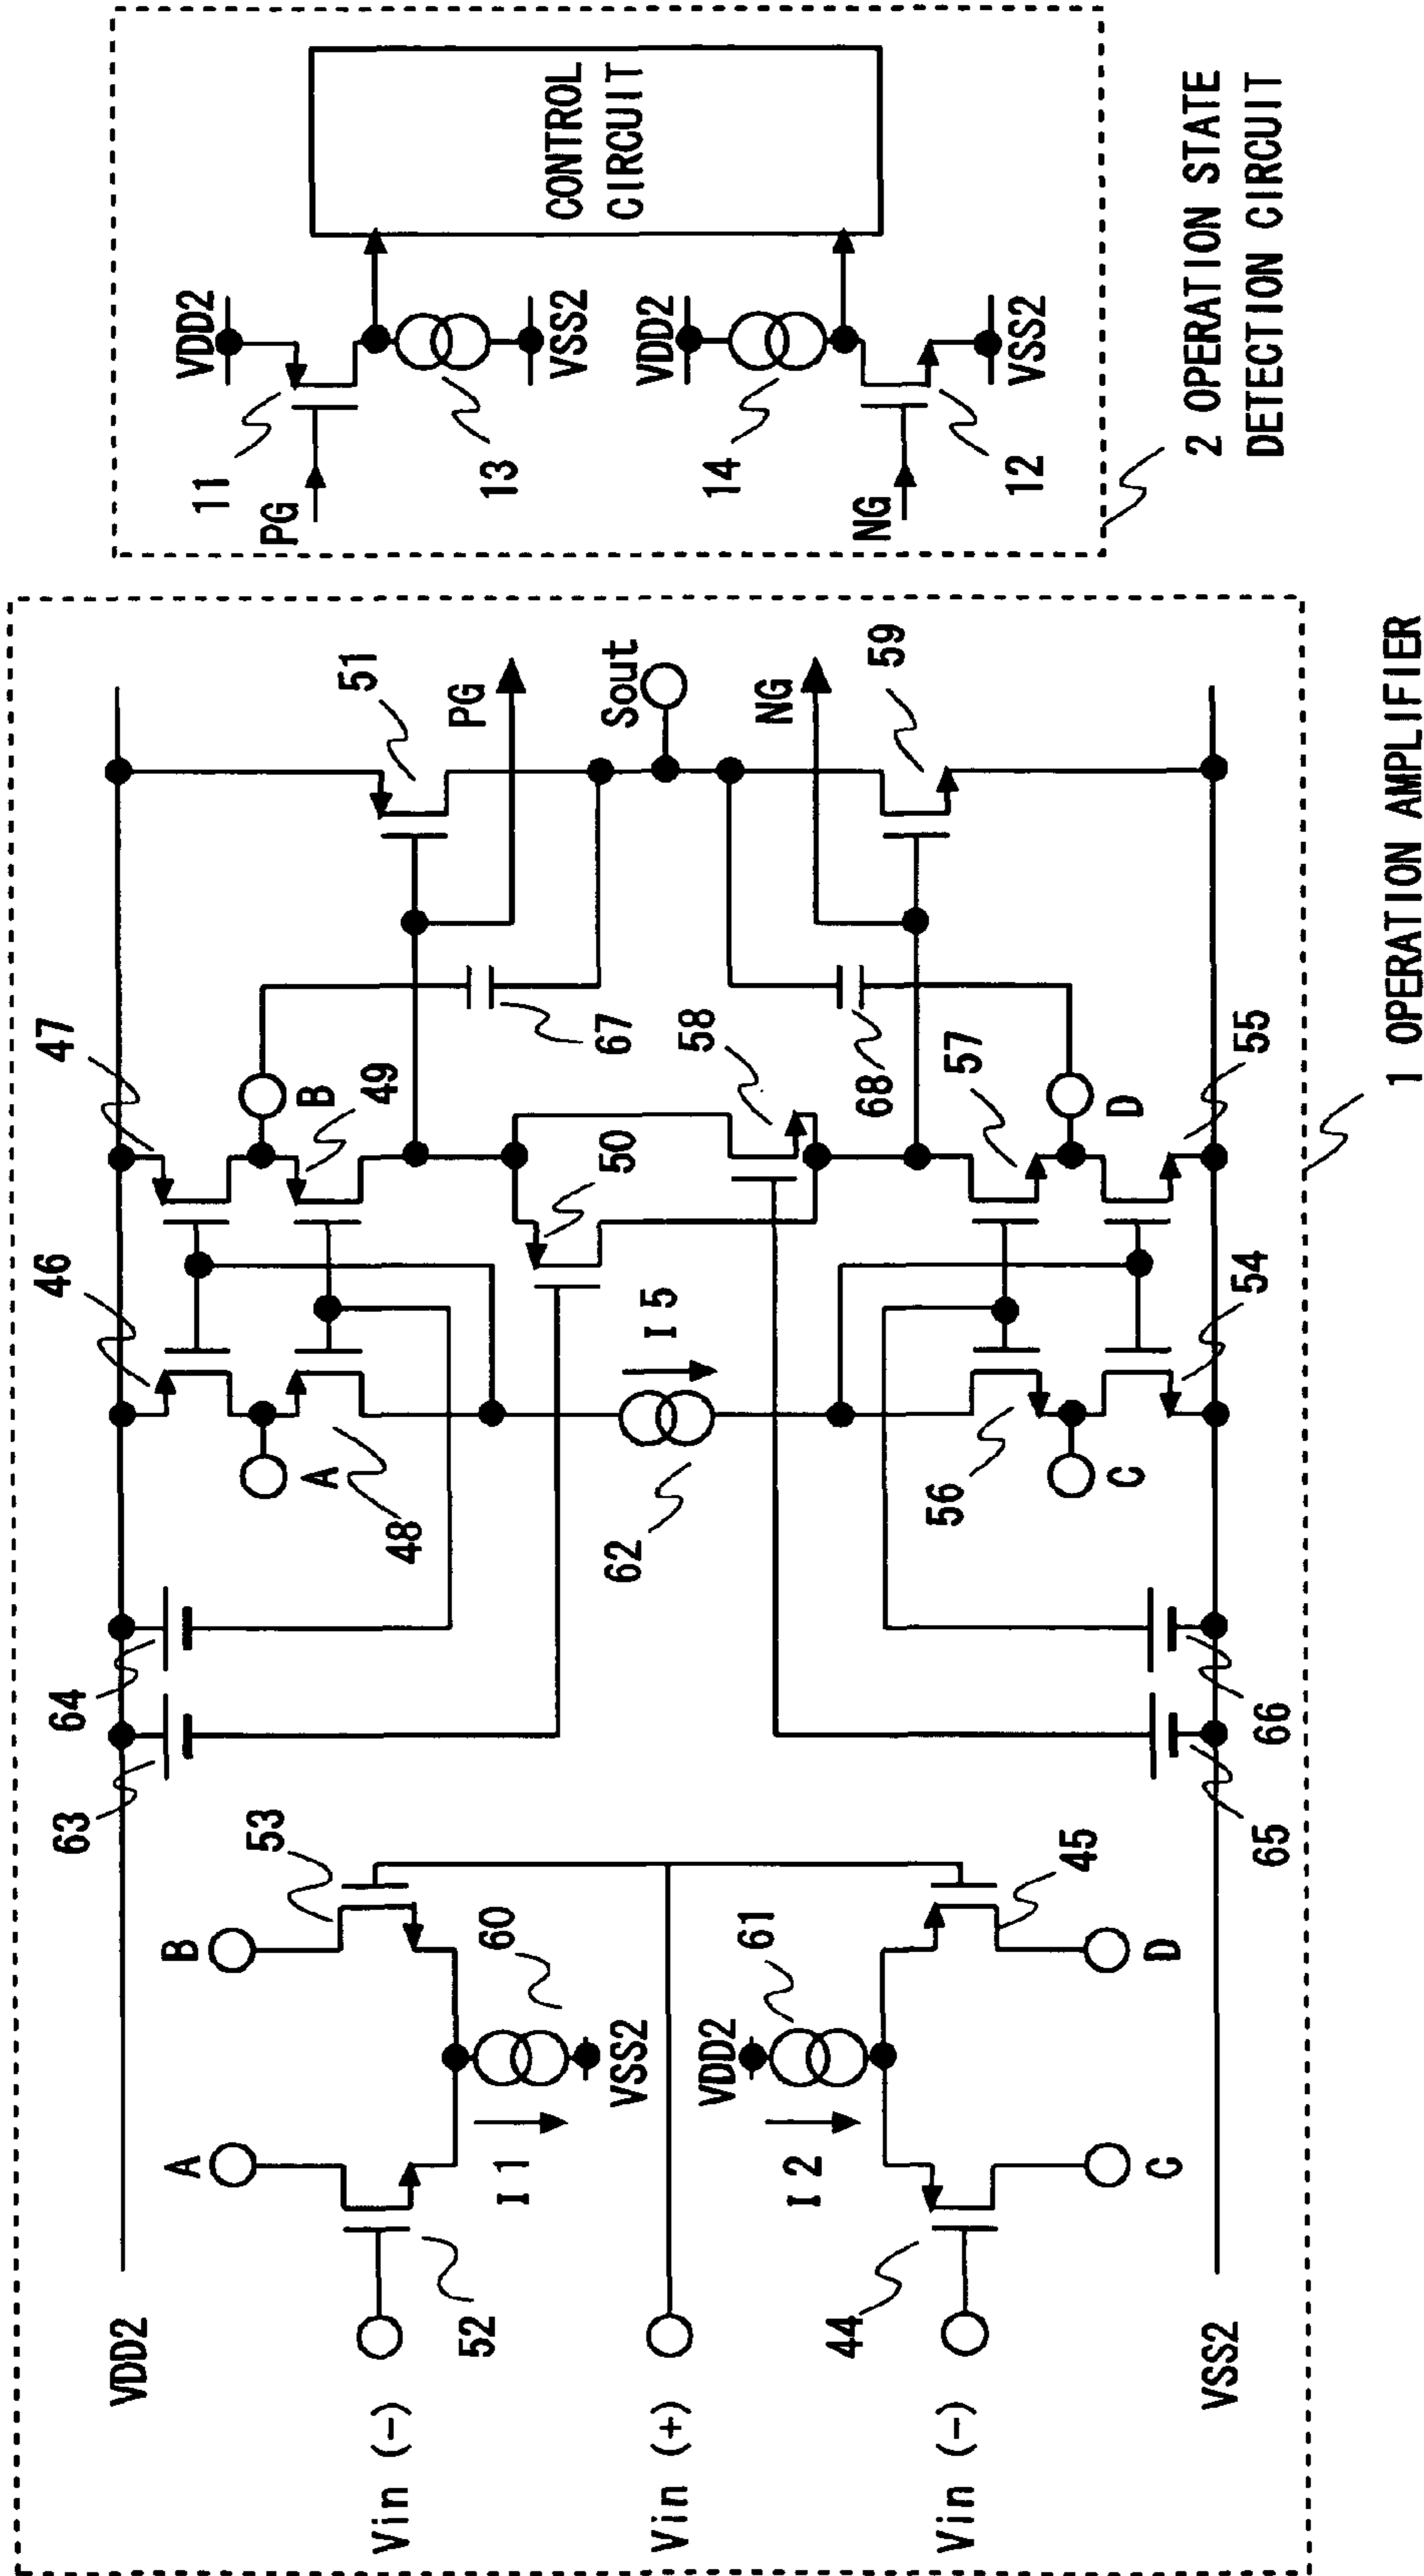 VDD2
Vin (-)
Vin (+)
Vin (-)
VSS2
A
B
52
53
I1
60
VSS2
VDD2
61
I2
44
45
C
D
63
64
65
66
46
47
A
B
48
49
50
62
I5
58
67
68
56
57
C
D
54
55
51
PG
Sout
NG
59
1 OPERATION AMPLIFIER
PG
11
VDD2
13
VSS2
14
VDD2
NG
12
VSS2
CONTROL
CIRCUIT
2 OPERATION STATE
DETECTION CIRCUIT